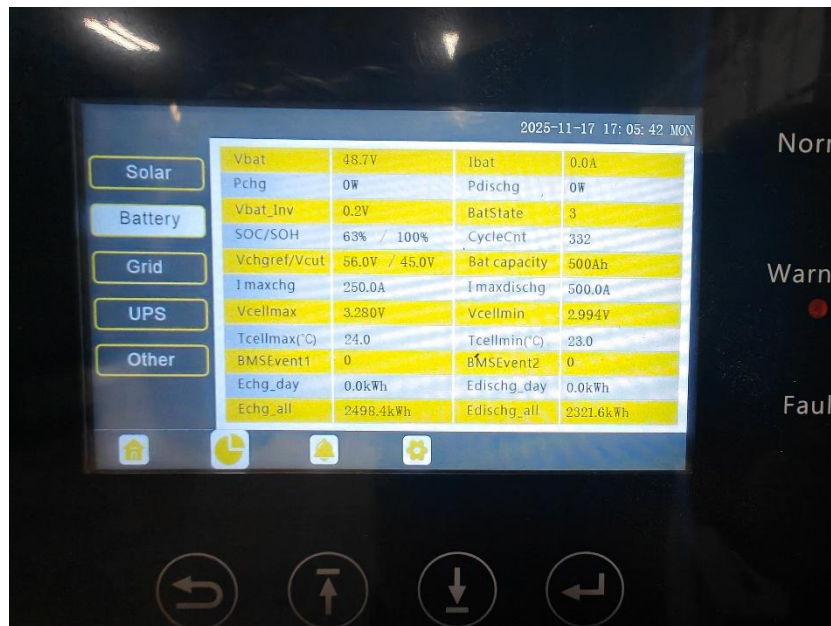 2025-11-17 17:05:42 MON
Solar
Battery
Grid
UPS
Other
Vbat 48.7V Ibat 0.0A
Pchg 0W Pdischg 0W
Vbat_Inv 0.2V BatState 3
SOC/SOH 63% / 100% CycleCnt 332
Vchgref/Vcut 56.0V / 45.0V Bat capacity 500Ah
I maxchg 250.0A I maxdischg 500.0A
Vcellmax 3.280V Vcellmin 2.994V
Tcellmax(°C) 24.0 Tcellmin(°C) 23.0
BMSEvent1 0 BMSEvent2 0
Echg_day 0.0kWh Edischg_day 0.0kWh
Echg_all 2498.4kWh Edischg_all 2321.6kWh
Norr
Warn
Faul